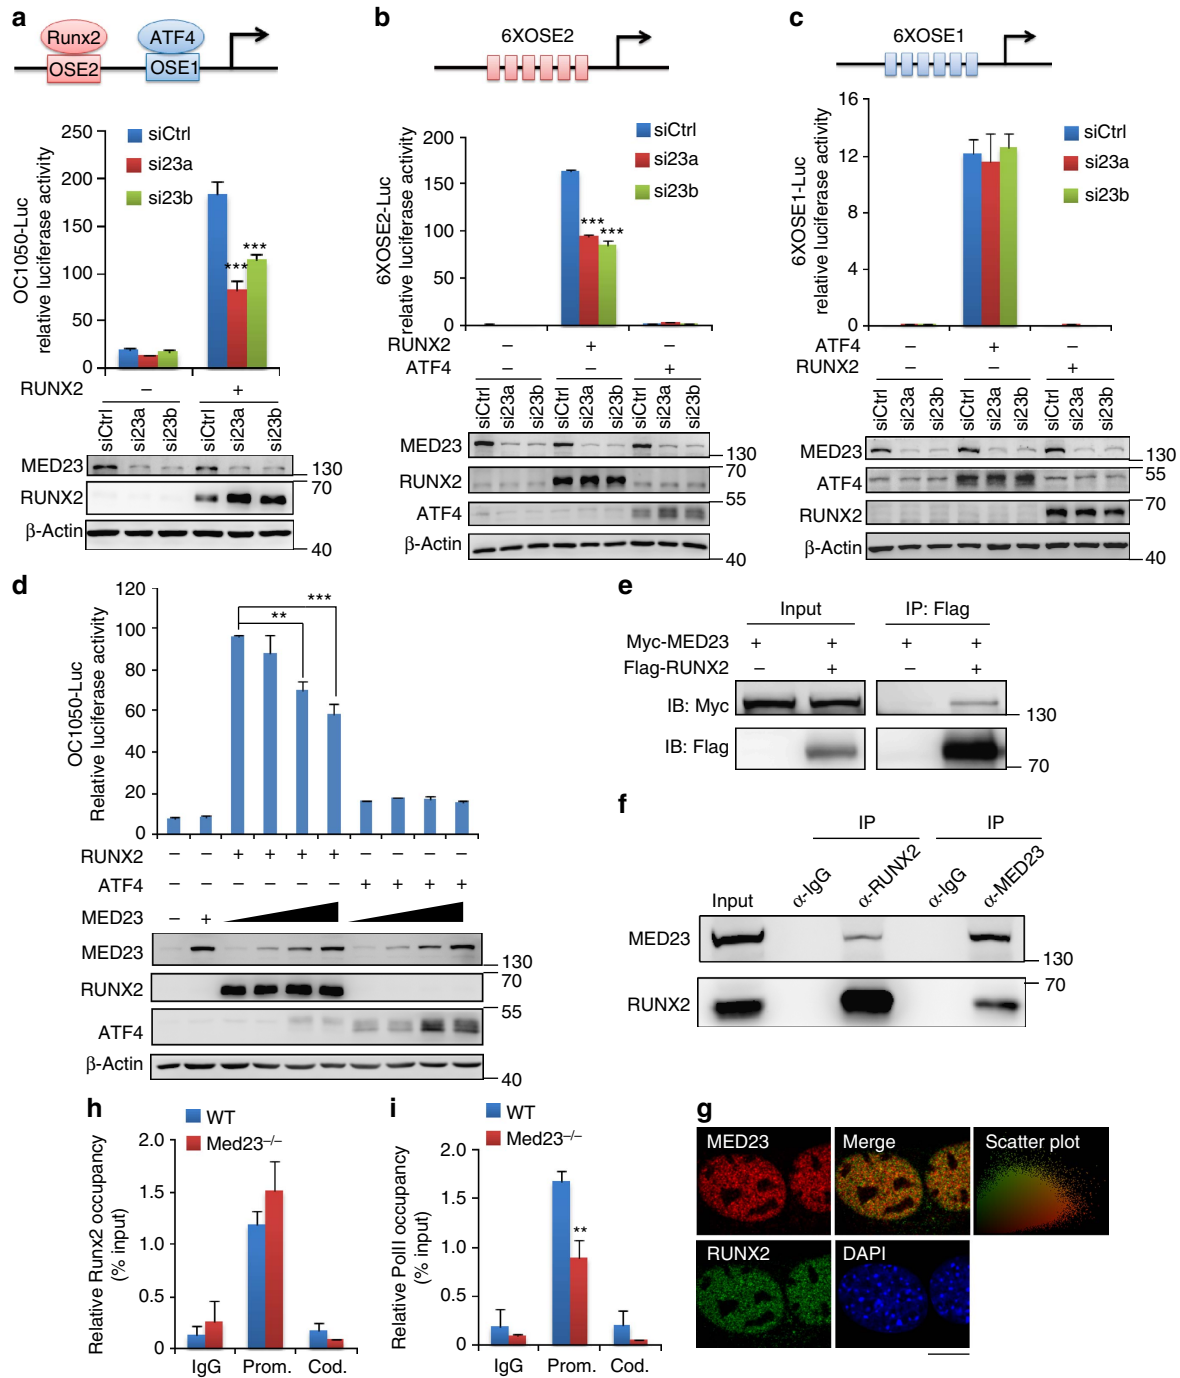 a
Runx2
ATF4
OSE2
OSE1
OC1050-Luc
relative luciferase activity
250
200
150
100
50
0
siCtrl
si23a
si23b
***
***
RUNX2
–
+
siCtrl
si23a
si23b
siCtrl
si23a
si23b
MED23
130
70
RUNX2
β-Actin
40
b
6XOSE2
6XOSE2-Luc
relative luciferase activity
200
150
100
50
0
siCtrl
si23a
si23b
***
***
RUNX2
–
+
–
ATF4
–
–
+
siCtrl
si23a
si23b
siCtrl
si23a
si23b
siCtrl
si23a
si23b
MED23
130
70
RUNX2
55
ATF4
β-Actin
40
c
6XOSE1
6XOSE1-Luc
relative luciferase activity
16
12
8
4
0
siCtrl
si23a
si23b
ATF4
–
+
–
RUNX2
–
–
+
siCtrl
si23a
si23b
siCtrl
si23a
si23b
siCtrl
si23a
si23b
MED23
130
55
ATF4
70
RUNX2
β-Actin
40
d
OC1050-Luc
Relative luciferase activity
120
100
80
60
40
20
0
***
**
RUNX2 – – + + + + – – – –
ATF4 – – – – – – + + + +
MED23 – +
MED23
130
70
RUNX2
55
ATF4
β-Actin
40
e
Input
IP: Flag
Myc-MED23 + + + +
Flag-RUNX2 – + – +
IB: Myc
130
IB: Flag
70
f
IP
IP
Input
α-IgG
α-RUNX2
α-IgG
α-MED23
MED23
130
70
RUNX2
h
WT
Med23–/–
Relative Runx2 occupancy
(% input)
2.0
1.5
1.0
0.5
0
IgG
Prom.
Cod.
i
WT
Med23–/–
Relative PolII occupancy
(% input)
2.0
1.5
1.0
0.5
0
**
IgG
Prom.
Cod.
g
MED23
Merge
Scatter plot
RUNX2
DAPI